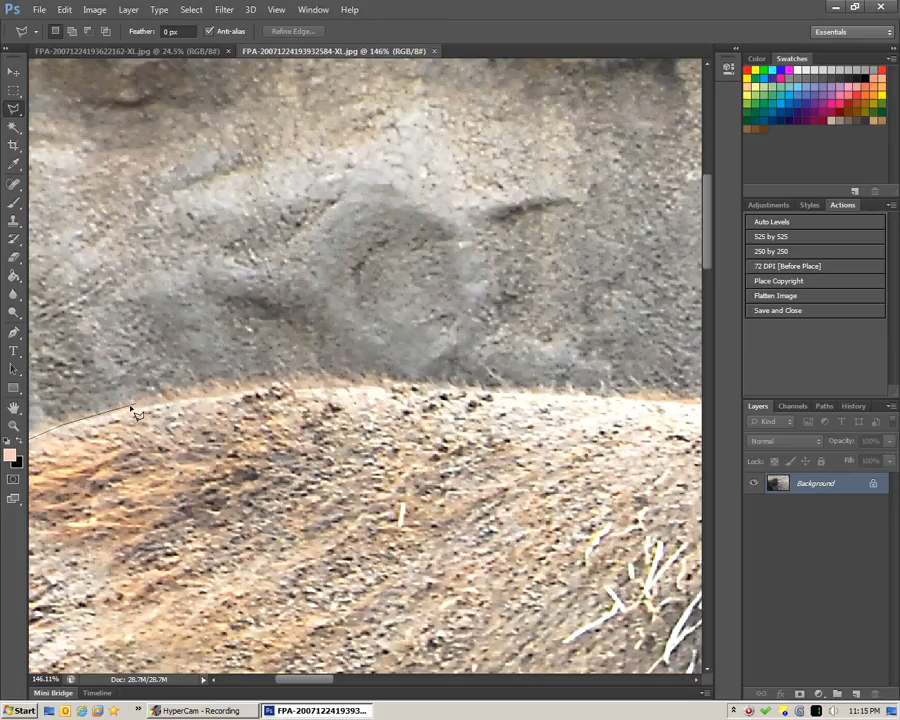 Ps File Edit Image Layer Type Select Filter 3D View Window Help
Feather: 0 px Anti-alias Refine Edge... Essentials
FPA-2007122419362162-XL.jpg @ 24.5% (RGB/8#) × FPA-2007122419393 2584-XL.jpg @ 146% (RGB/8#) ×
Color Swatches
Adjustments Styles Actions
Auto Levels
525 by 525
250 by 250
72 DPI [Before Place]
Place Copyright
Flatten Image
Save and Close
Layers Channels Paths History
Kind
Normal Opacity: 100%
Lock: Fill: 100%
Background
146.11% Doc: 28.7M/28.7M
Mini Bridge Timeline
Start HyperCam - Recording FPA-2007122419393... 11:15 PM